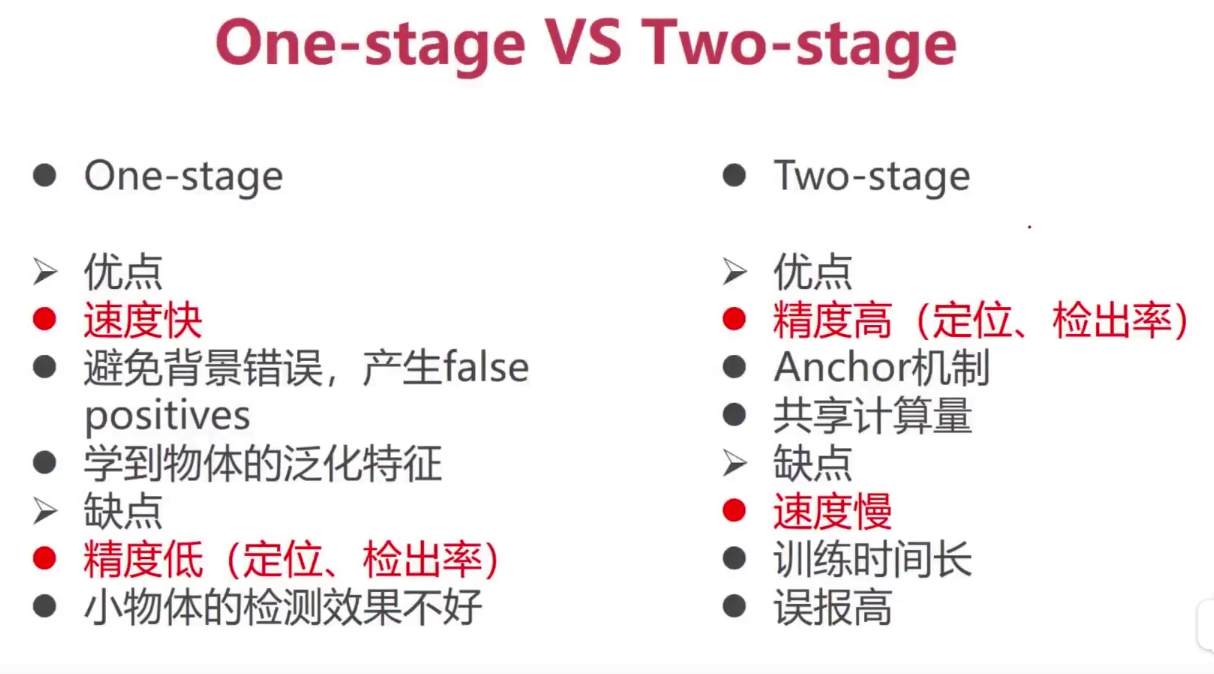 One-stage VS Two-stage
● One-stage
➢ 优点
● 速度快
● 避免背景错误，产生false
positives
● 学到物体的泛化特征
➢ 缺点
● 精度低（定位、检出率）
● 小物体的检测效果不好
● Two-stage
➢ 优点
● 精度高（定位、检出率）
● Anchor机制
● 共享计算量
➢ 缺点
● 速度慢
● 训练时间长
● 误报高